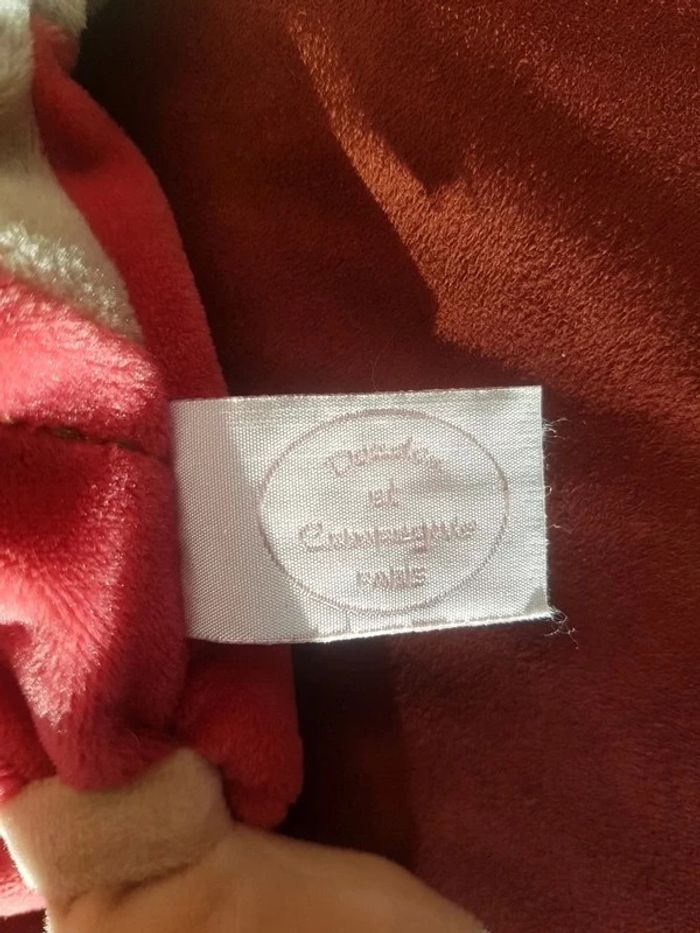 Doudou
et
Compagnie
PARIS